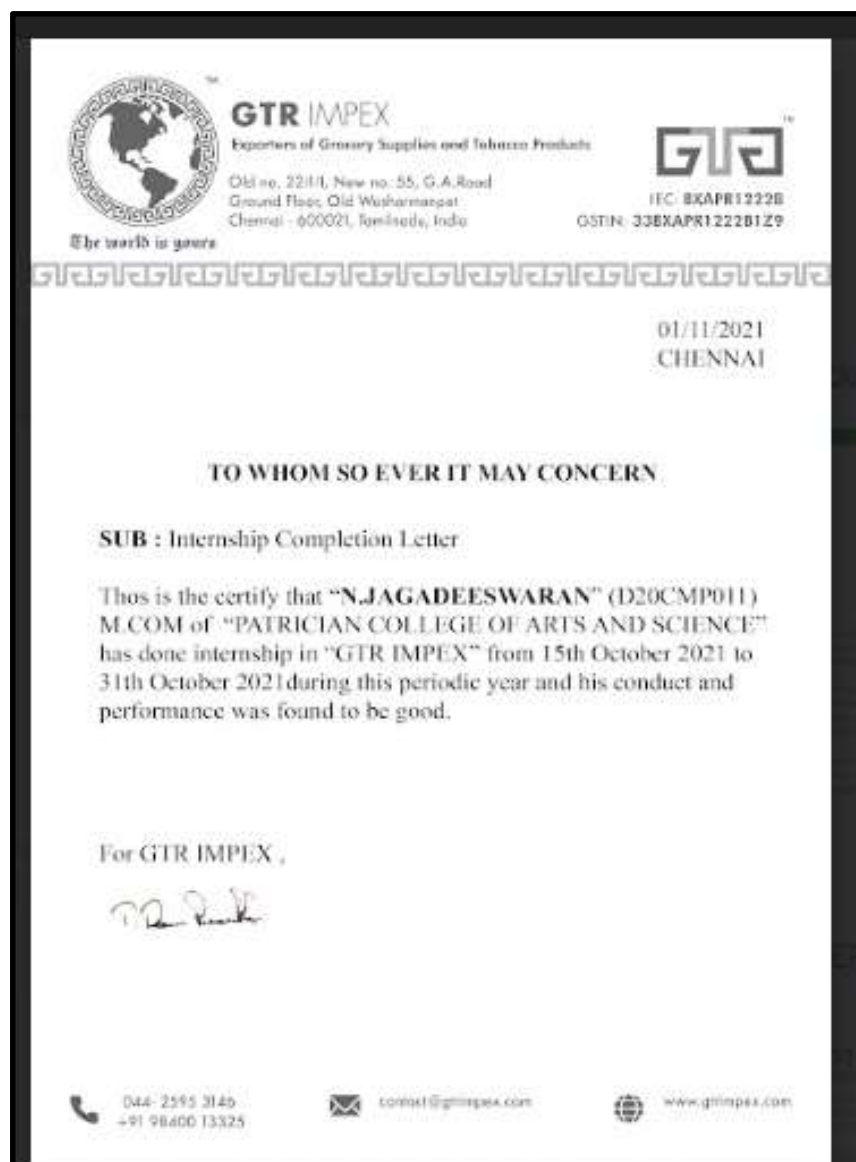 GTR IMPEX
Exporters of Grocery Supplies and Tobacco Products
Old no. 22/1/1, New no: 55, G.A.Road
Ground Floor, Old Washarmanpet
Chennai - 600021, Tamilnadu, India
The world is yours
GTR
TM
IEC: BXAPR1222B
GSTIN: 33BXAPR1222B1Z9
01/11/2021
CHENNAI
TO WHOM SO EVER IT MAY CONCERN
SUB : Internship Completion Letter
Thos is the certify that “N.JAGADEESWARAN” (D20CMP011)
M.COM of “PATRICIAN COLLEGE OF ARTS AND SCIENCE”
has done internship in “GTR IMPEX” from 15th October 2021 to
31th October 2021during this periodic year and his conduct and
performance was found to be good.
For GTR IMPEX ,
044- 2595 3146
+91 98400 13325
contact@gtrimpex.com
www.gtrimpex.com